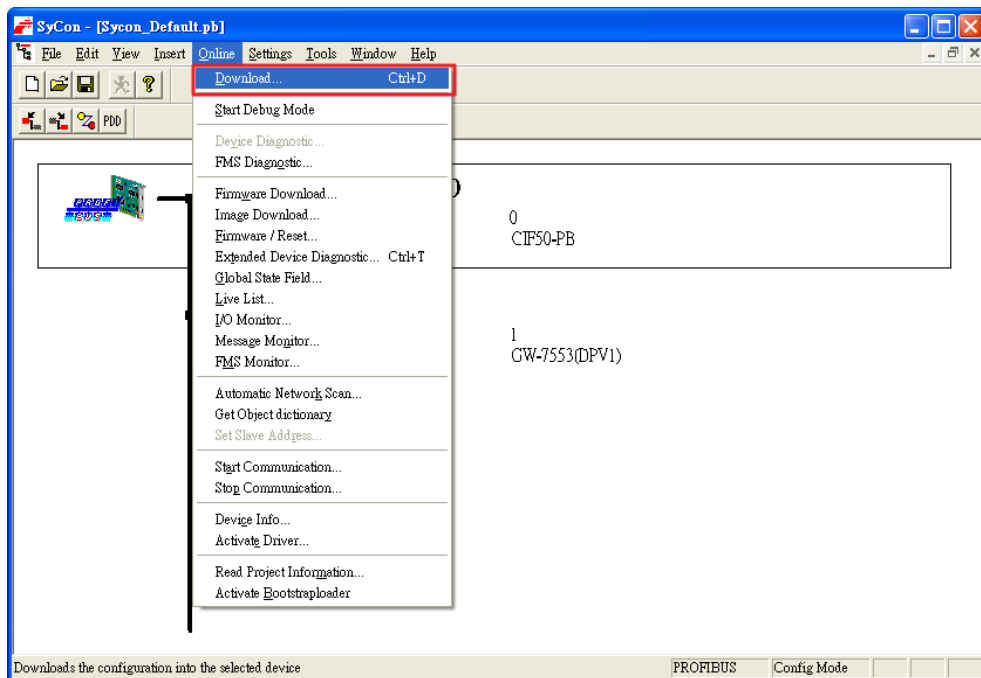 SyCon - [Sycon_Default.pb]
File Edit View Insert Online Settings Tools Window Help
Download... Ctrl+D
PDD
Start Debug Mode
Device Diagnostic...
FMS Diagnostic...
Firmware Download...
Image Download...
Firmware / Reset...
Extended Device Diagnostic... Ctrl+T
Global State Field...
Live List...
I/O Monitor...
Message Monitor...
FMS Monitor...
Automatic Network Scan...
Get Object dictionary
Set Slave Address...
Start Communication...
Stop Communication...
Device Info...
Activate Driver...
Read Project Information...
Activate Bootstraploader
)
0
CIF50-PB
1
GW-7553(DPV1)
Downloads the configuration into the selected device PROFIBUS Config Mode